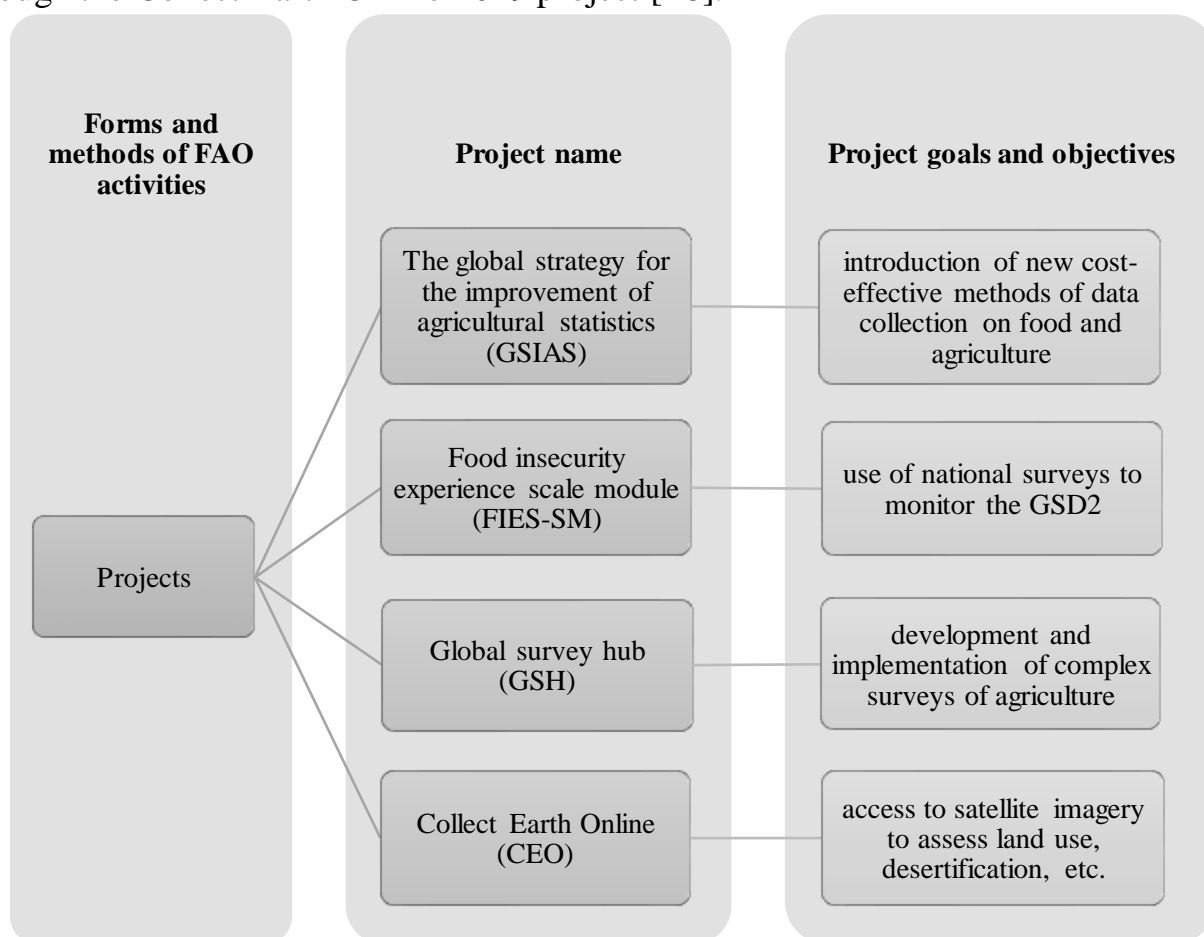 Forms and
methods of FAO
activities
Project name
Project goals and objectives
Projects
The global strategy for
the improvement of
agricultural statistics
(GSIAS)
introduction of new cost-
effective methods of data
collection on food and
agriculture
Food insecurity
experience scale module
(FIES-SM)
use of national surveys to
monitor the GSD2
Global survey hub
(GSH)
development and
implementation of complex
surveys of agriculture
Collect Earth Online
(CEO)
access to satellite imagery
to assess land use,
desertification, etc.